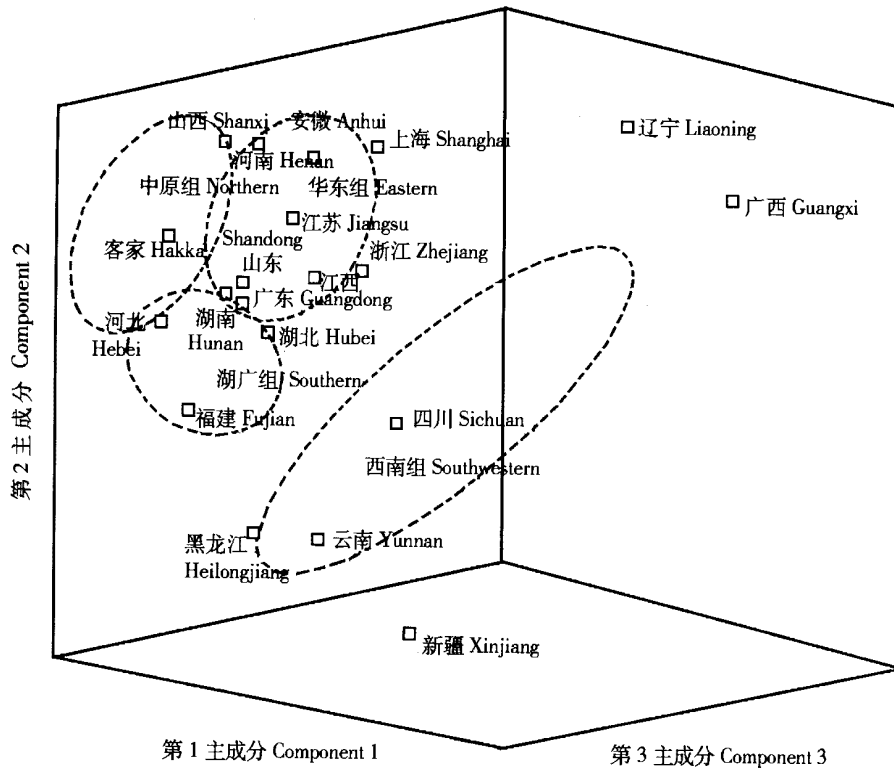 山西 Shanxi
安微 Anhui
上海 Shanghai
辽宁 Liaoning
河南 Henan
中原组 Northern
华东组 Eastern
广西 Guangxi
江苏 Jiangsu
客家 Hakka
Shandong
浙江 Zhejiang
山东
江西
广东 Guangdong
河北
Hebei
湖南
Hunan
湖北 Hubei
湖广组 Southern
福建 Fujian
四川 Sichuan
西南组 Southwestern
黑龙江
Heilongjiang
云南 Yunnan
新疆 Xinjiang
第2主成分 Component 2
第1主成分 Component 1
第3主成分 Component 3